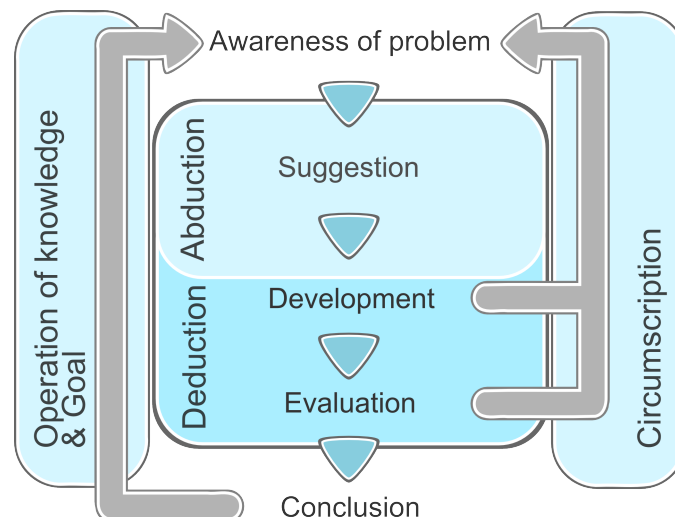 Awareness of problem
Operation of knowledge
& Goal
Abduction
Suggestion
Deduction
Development
Evaluation
Circumscription
Conclusion